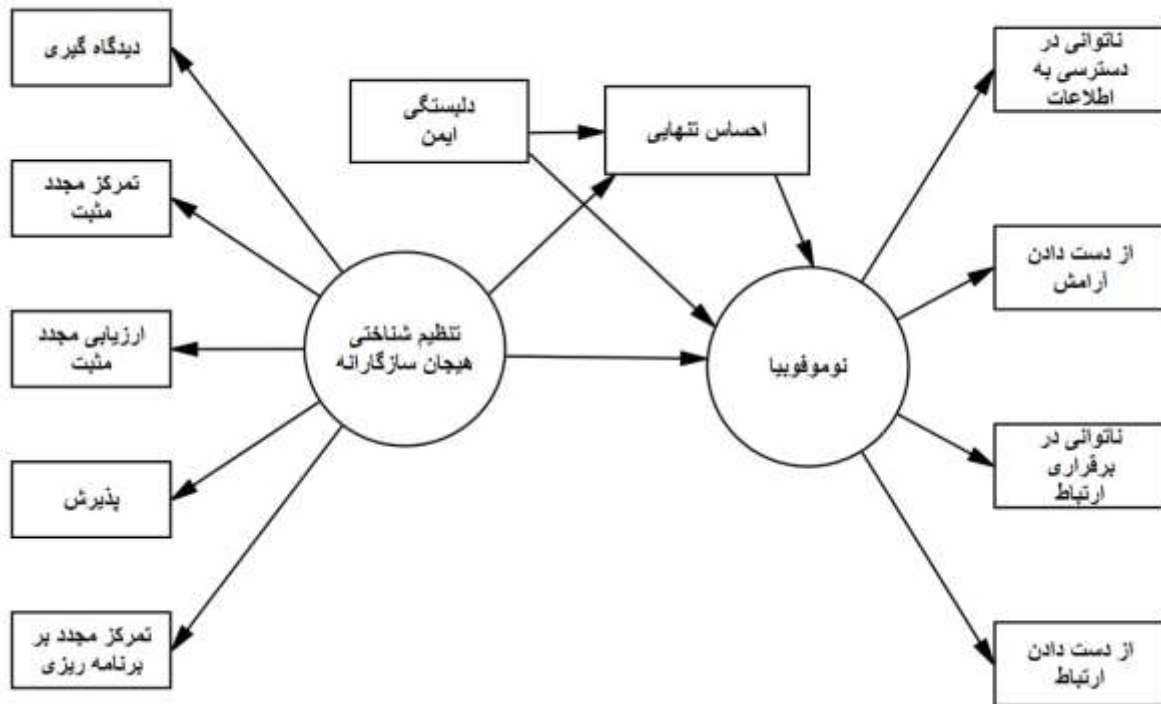 دیدگاه گیری
تمرکز مجدد
مثبت
ارزیابی مجدد
مثبت
پذیرش
تمرکز مجدد بر
برنامه ریزی
تنظیم شناختی
هیجان سازگارانه
دلبستگی
ایمن
احساس تنهایی
نوموفوبیا
ناتوانی در
دسترسی به
اطلاعات
از دست دادن
آرامش
ناتوانی در
برقراری
ارتباط
از دست دادن
ارتباط